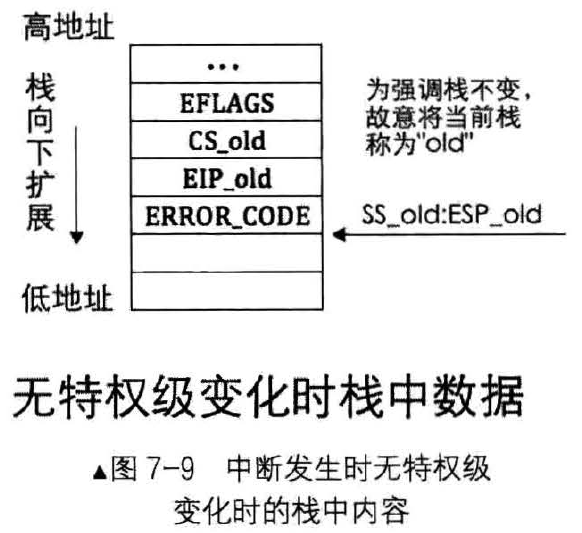 高地址
栈向下扩展
...
EFLAGS
CS_old
EIP_old
ERROR_CODE
低地址
为强调栈不变，
故意将当前栈
称为"old"
SS_old:ESP_old
无特权级变化时栈中数据
▲图 7-9 中断发生时无特权级
变化时的栈中内容